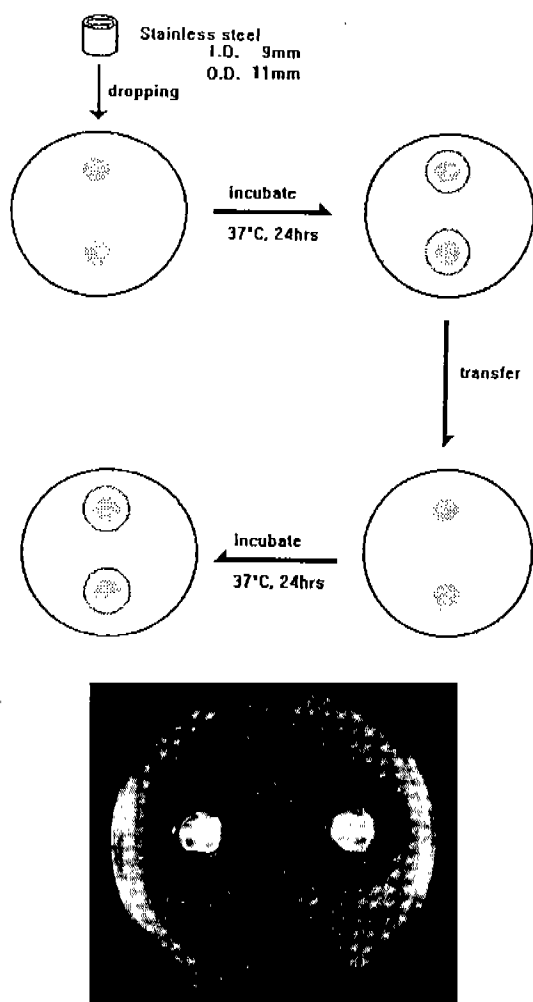 Stainless steel
I.D. 9mm
O.D. 11mm
dropping
incubate
37°C, 24hrs
transfer
incubate
37°C, 24hrs